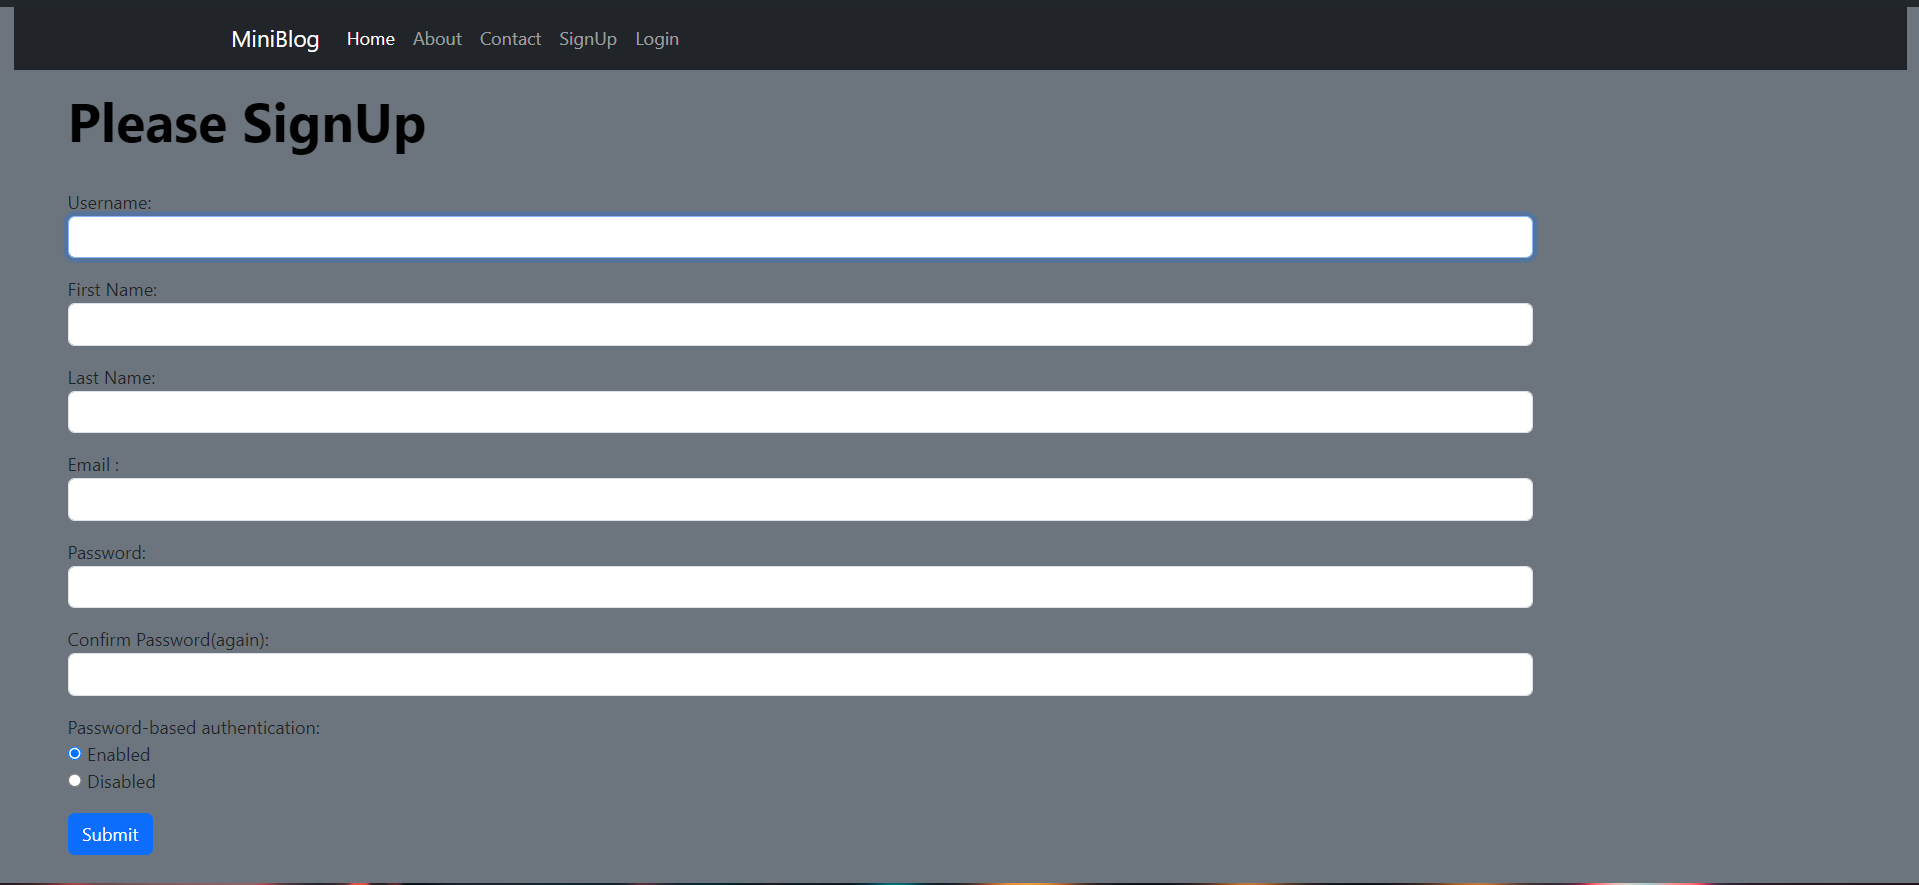 MiniBlog Home About Contact SignUp Login
Please SignUp
Username:
First Name:
Last Name:
Email :
Password:
Confirm Password(again):
Password-based authentication:
Enabled
Disabled
Submit